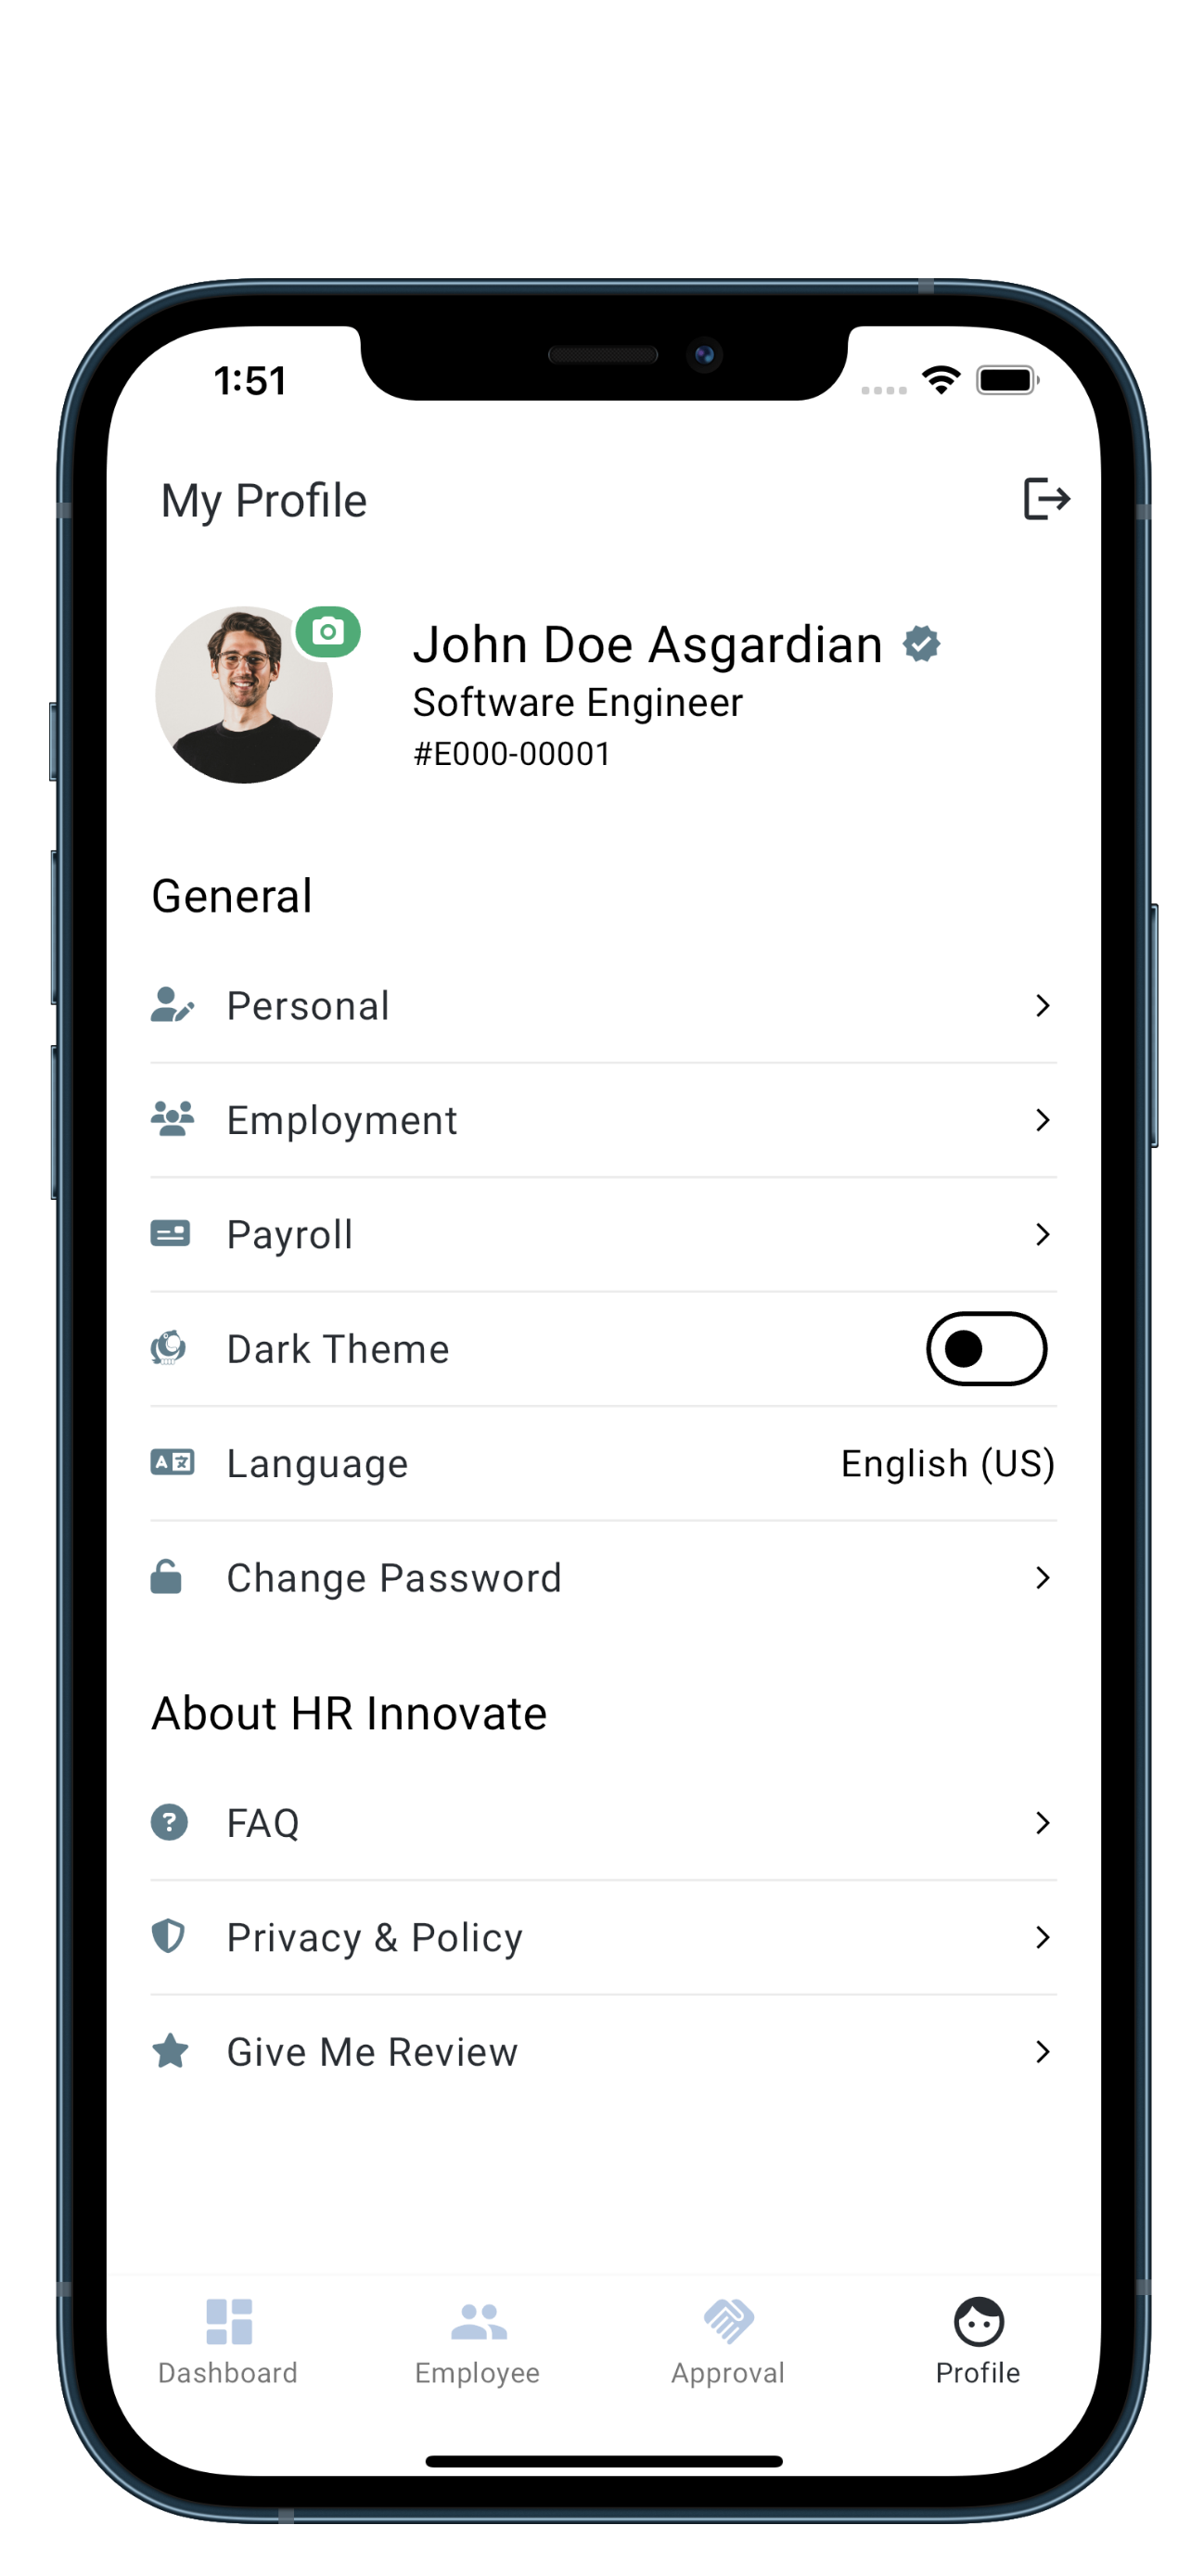 1:51
My Profile
John Doe Asgardian
Software Engineer
#E000-00001
General
Personal
Employment
Payroll
Dark Theme
Language English (US)
Change Password
About HR Innovate
FAQ
Privacy & Policy
Give Me Review
Dashboard Employee Approval Profile